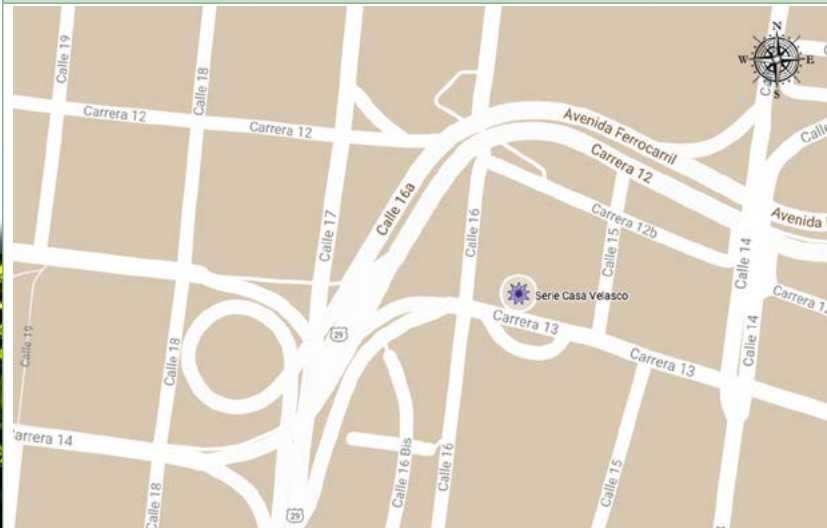 N
W
E
S
Calle 19
Calle 18
Carrera 12
Carrera 12
Avenida Ferrocarril
Carrera 12
Calle 16a
Calle 17
Calle 16
Carrera 12b
Calle 15
Avenida
Calle 14
Serie Casa Velasco
Carrera 13
Carrera 13
29
Calle 19
Calle 18
Calle 14
Carrera 14
Calle 16 Bis
Calle 16
Calle 15
Calle 18
29